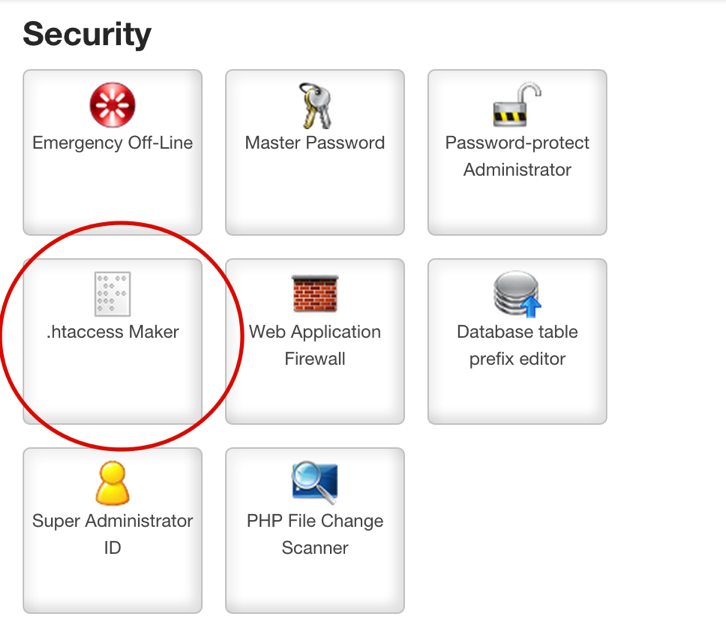 Security
Emergency Off-Line
Master Password
Password-protect
Administrator
.htaccess Maker
Web Application
Firewall
Database table
prefix editor
Super Administrator
ID
PHP File Change
Scanner